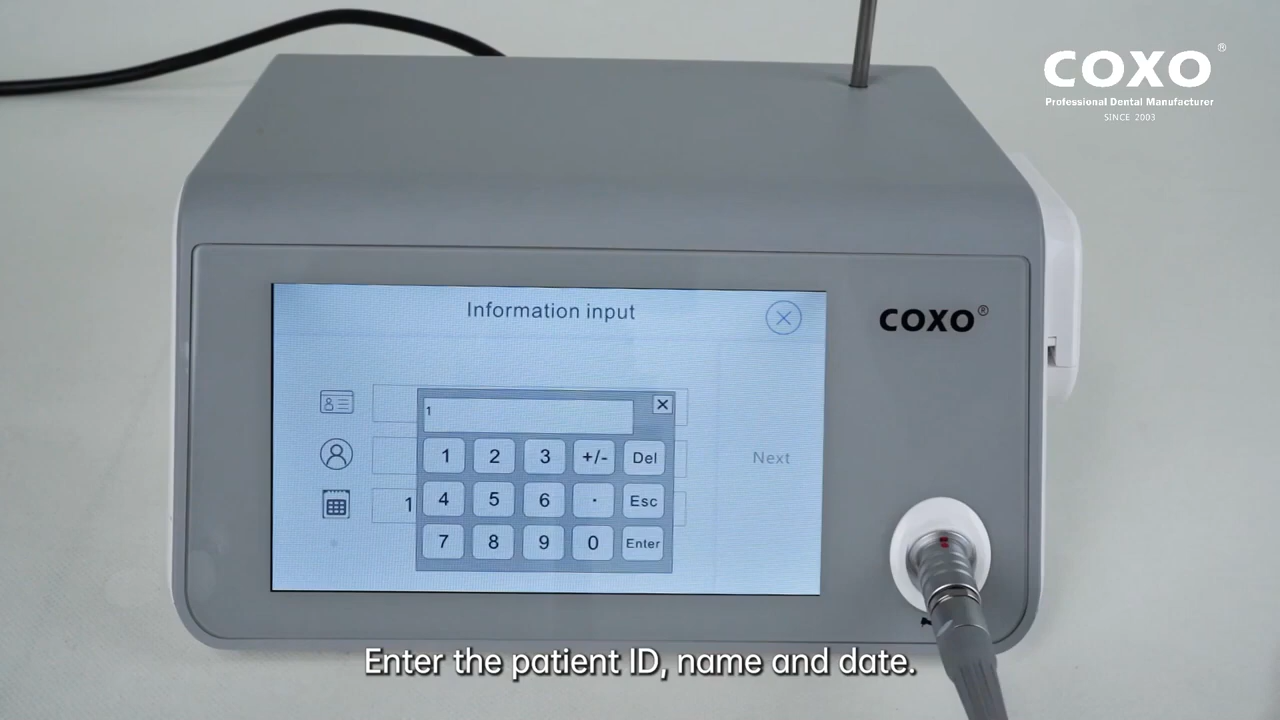 COXO®
Professional Dental Manufacturer
SINCE 2003
Information input
COXO®
1
1 2 3 +/- Del
Next
1
4 5 6 · Esc
7 8 9 0 Enter
Enter the patient ID, name and date.